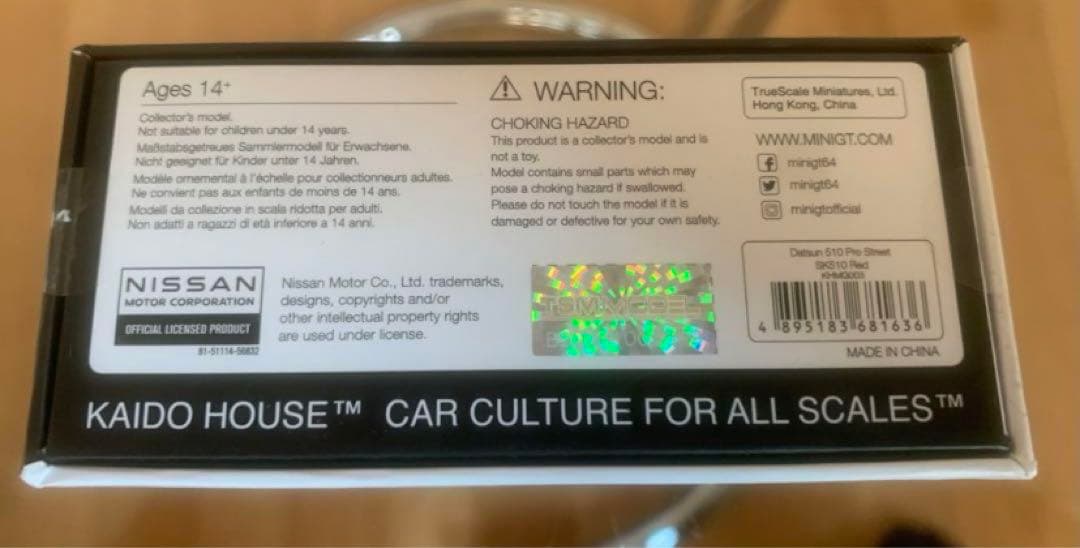 Ages 14+
Collector's model.
Not suitable for children under 14 years.
Maßstabsgetreues Sammlermodell für Erwachsene.
Nicht geeignet für Kinder unter 14 Jahren.
Modèle ornemental à l'échelle pour collectionneurs adultes.
Ne convient pas aux enfants de moins de 14 ans.
Modelli da collezione in scala ridotta per adulti.
Non adatti a ragazzi di età inferiore a 14 anni.
NISSAN
MOTOR CORPORATION
OFFICIAL LICENSED PRODUCT
81-51114-56832
Nissan Motor Co., Ltd. trademarks,
designs, copyrights and/or
other intellectual property rights
are used under license.
WARNING:
CHOKING HAZARD
This product is a collector's model and is
not a toy.
Model contains small parts which may
pose a choking hazard if swallowed.
Please do not touch the model if it is
damaged or defective for your own safety.
TrueScale Miniatures, Ltd.
Hong Kong, China
WWW.MINIGT.COM
minigt64
minigt64
minigtofficial
Datsun 510 Pro Street
SK510 Red
KHMG003
4 895183 681636
MADE IN CHINA
KAIDO HOUSE™ CAR CULTURE FOR ALL SCALES™